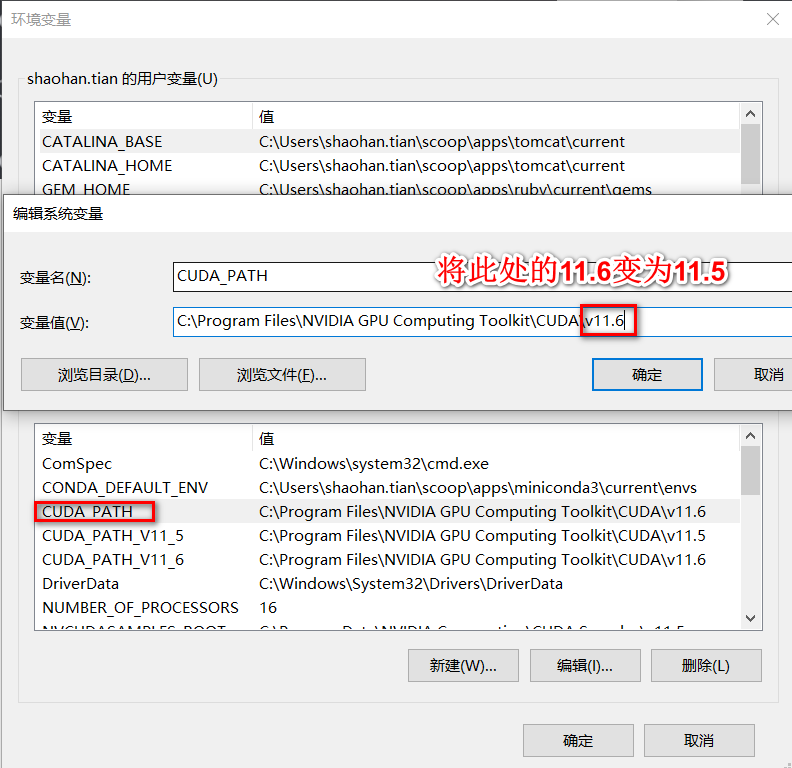 环境变量
shaohan.tian 的用户变量(U)
变量 值
CATALINA_BASE C:\Users\shaohan.tian\scoop\apps\tomcat\current
CATALINA_HOME C:\Users\shaohan.tian\scoop\apps\tomcat\current
GEM_HOME C:\Users\shaohan.tian\scoop\apps\ruby\current\gems
编辑系统变量
将此处的11.6变为11.5
变量名(N): CUDA_PATH
变量值(V): C:\Program Files\NVIDIA GPU Computing Toolkit\CUDA\v11.6
浏览目录(D)... 浏览文件(F)... 确定 取消
变量 值
ComSpec C:\Windows\system32\cmd.exe
CONDA_DEFAULT_ENV C:\Users\shaohan.tian\scoop\apps\miniconda3\current\envs
CUDA_PATH C:\Program Files\NVIDIA GPU Computing Toolkit\CUDA\v11.6
CUDA_PATH_V11_5 C:\Program Files\NVIDIA GPU Computing Toolkit\CUDA\v11.5
CUDA_PATH_V11_6 C:\Program Files\NVIDIA GPU Computing Toolkit\CUDA\v11.6
DriverData C:\Windows\System32\Drivers\DriverData
NUMBER_OF_PROCESSORS 16
新建(W)... 编辑(I)... 删除(L)
确定 取消